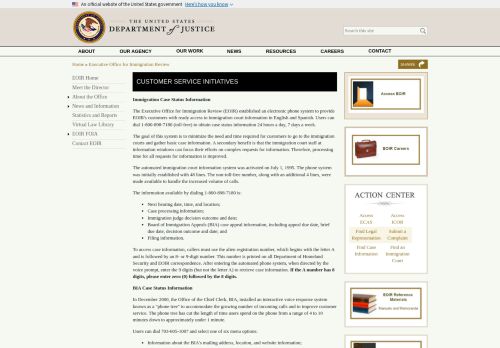 An official website of the United States government Here's how you know
THE UNITED STATES
DEPARTMENT of JUSTICE
Search this site
ABOUT OUR AGENCY OUR WORK NEWS RESOURCES CAREERS CONTACT
Home » Executive Office for Immigration Review
SHARE
EOIR Home
Meet the Director
About the Office
News and Information
Statistics and Reports
Virtual Law Library
EOIR FOIA
Contact EOIR
CUSTOMER SERVICE INITIATIVES
Immigration Case Status Information
The Executive Office for Immigration Review (EOIR) established an electronic phone system to provide
EOIR's customers with ready access to immigration court information in English and Spanish. Users can
dial 1-800-898-7180 (toll-free) to obtain case status information 24 hours a day, 7 days a week.
The goal of this system is to minimize the need and time required for customers to go to the immigration
courts and gather basic case information. A secondary benefit is that the immigration court staff at
information windows can focus their efforts on complex requests for information. Therefore, processing
time for all requests for information is improved.
The automated immigration court information system was activated on July 1, 1995. The phone system
was initially established with 48 lines. The non-toll-free number, along with an additional 4 lines, were
made available to handle the increased volume of calls.
The information available by dialing 1-800-898-7180 is:
Next hearing date, time, and location;
Case processing information;
Immigration judge decision outcome and date;
Board of Immigration Appeals (BIA) case appeal information, including appeal due date, brief
due date, decision outcome and date; and
Filing information.
To access case information, callers must use the alien registration number, which begins with the letter
A and is followed by an 8- or 9-digit number. This number is printed on all Department of Homeland
Security and EOIR correspondence. After entering the automated phone system, when directed by the
voice prompt, enter the 9 digits (but not the letter A) to retrieve case information. If the A number has 8
digits, please enter zero (0) followed by the 8 digits.
BIA Case Status Information
In December 2000, the Office of the Chief Clerk, BIA, installed an interactive voice response system
known as a "phone tree" to accommodate the growing number of incoming calls and to improve customer
service. The phone tree has cut the length of time users spend on the phone from a range of 4 to 10
minutes down to approximately under 1 minute.
Users can dial 703-605-1007 and select one of six menu options:
Information about the BIA's mailing address, location, and website information;
Access EOIR
EOIR Careers
ACTION CENTER
Access ECAS
Access ICOR
Find Legal Representation
Submit a Complaint
Find Case Information
Find an Immigration Court
EOIR Reference
Materials
Manuals and Memoranda